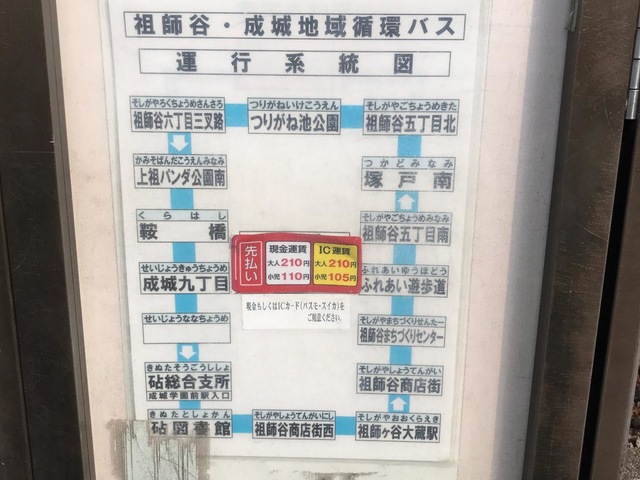 祖師谷・成城地域循環バス
運行系統図
そしがやろくちょうめさんさろ
祖師谷六丁目三叉路
つりがねいけこうえん
つりがね池公園
そしがやごちょうめきた
祖師谷五丁目北
かみそぱんだこうえんみなみ
上祖パンダ公園南
つかどみなみ
塚戸南
くらはし
鞍橋
そしがやごちょうめみなみ
祖師谷五丁目南
せいじょうきゅうちょうめ
成城九丁目
ふれあいゆうほどう
ふれあい遊歩道
せいじょうななちょうめ
そしがやまちづくりせんたー
祖師谷まちづくりセンター
きぬたそうごうししょ
砧総合支所
成城学園前駅入口
そしがやしょうてんがい
祖師谷商店街
きぬたとしょかん
砧図書館
そしがやしょうてんがいにし
祖師谷商店街西
そしがやおおくらえき
祖師ヶ谷大蔵駅
先払い
現金運賃
大人210円
小児110円
IC運賃
大人210円
小児105円
現金もしくはICカード(パスモ・スイカ)を
ご用意ください。